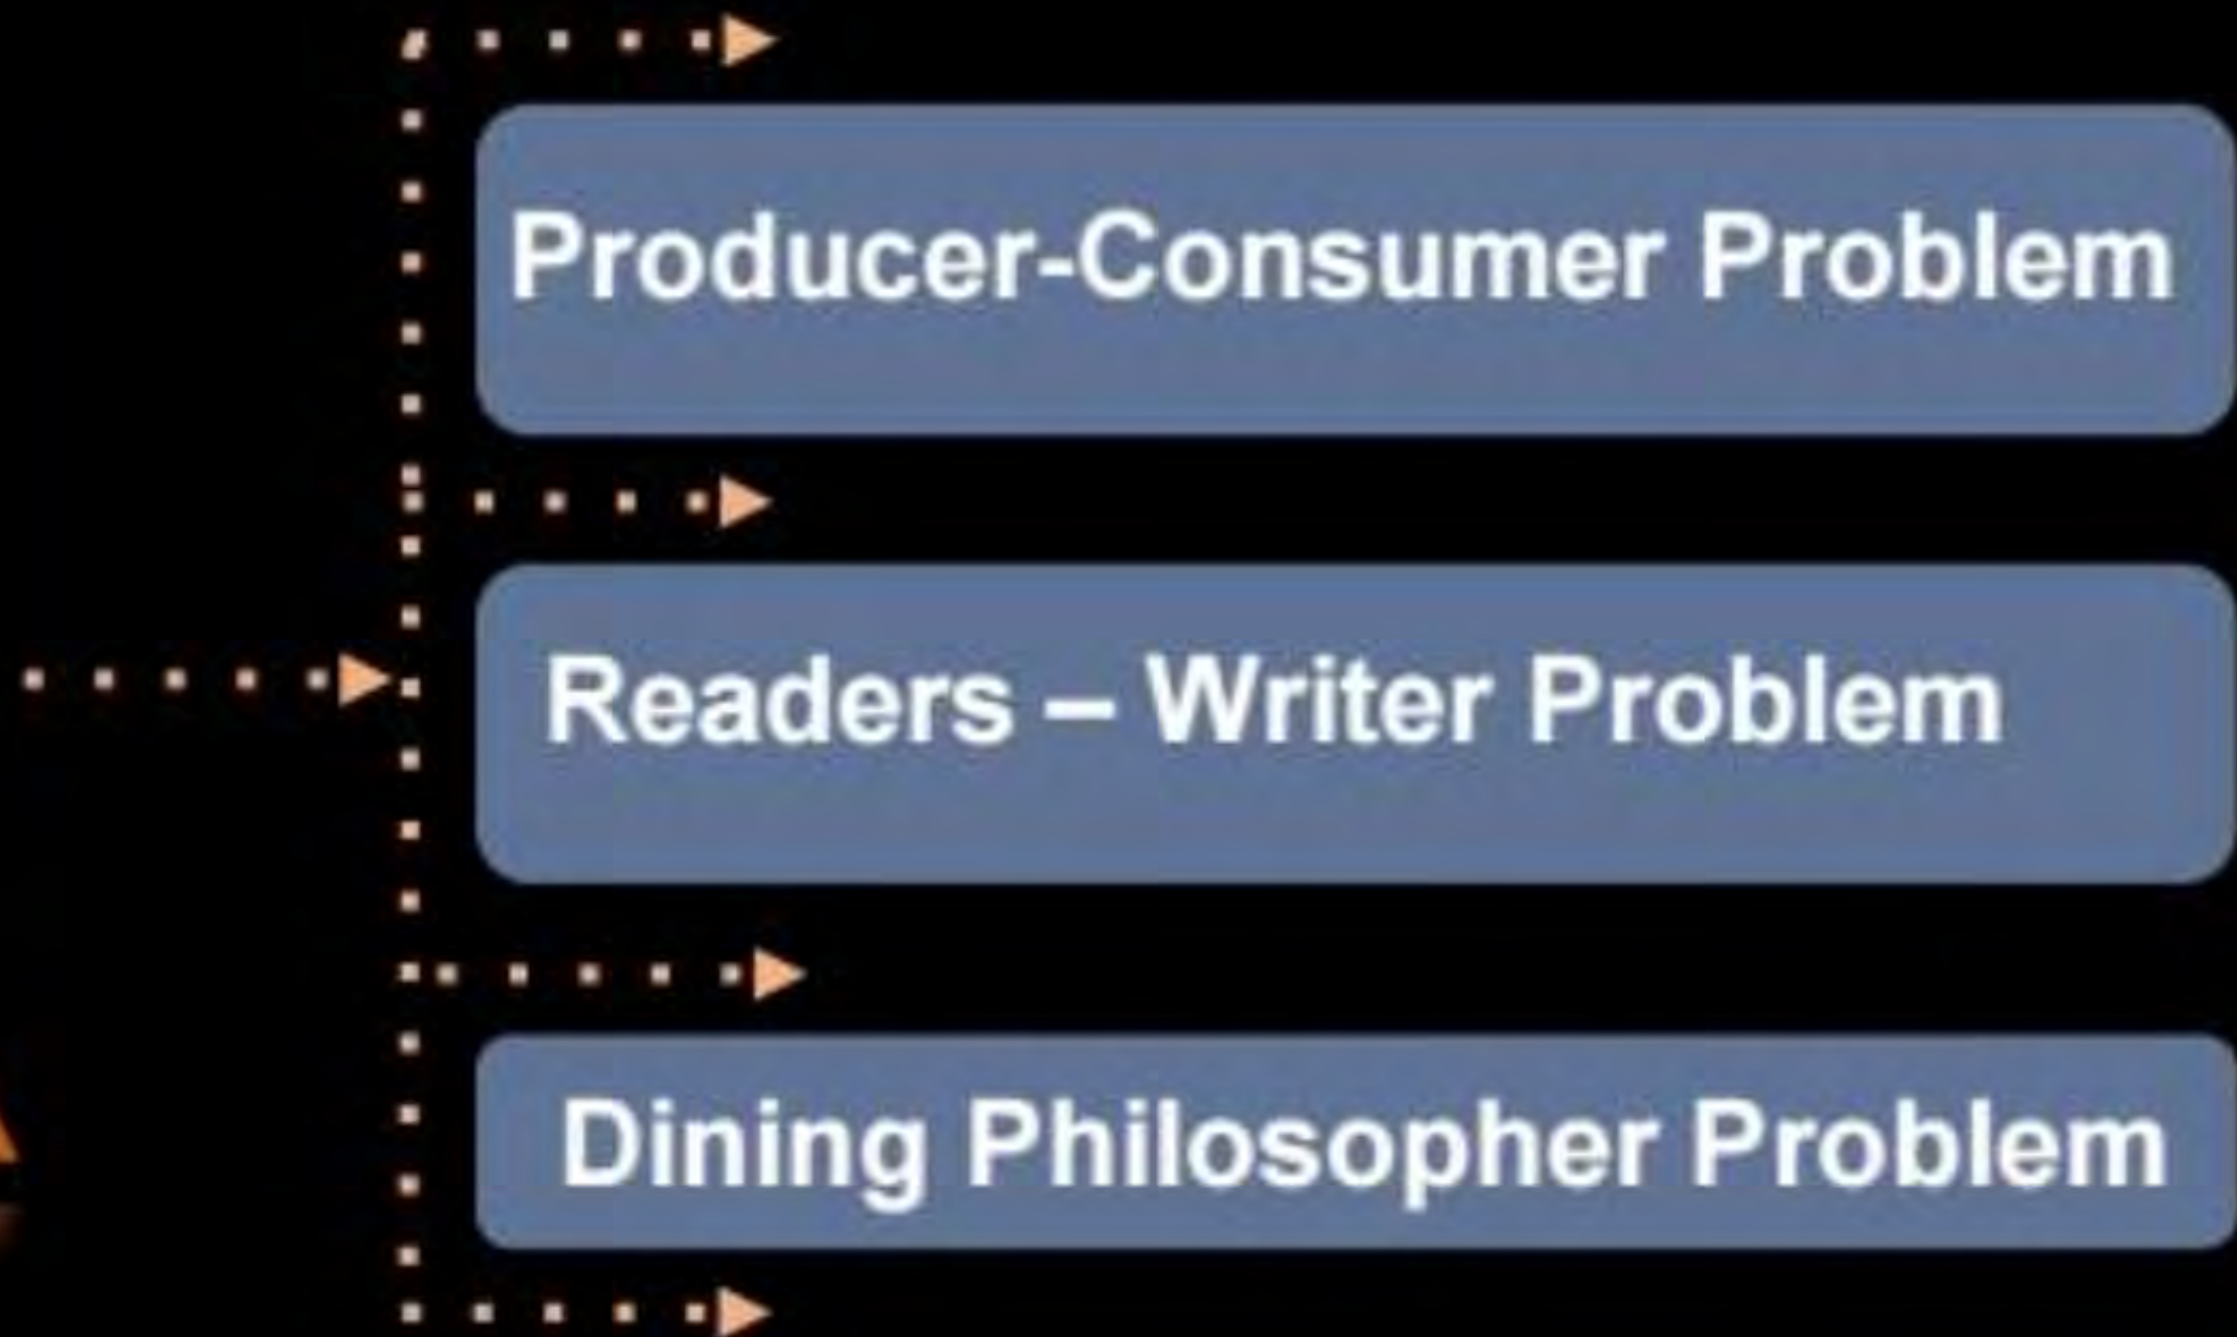 Producer-Consumer Problem
Readers – Writer Problem
Dining Philosopher Problem